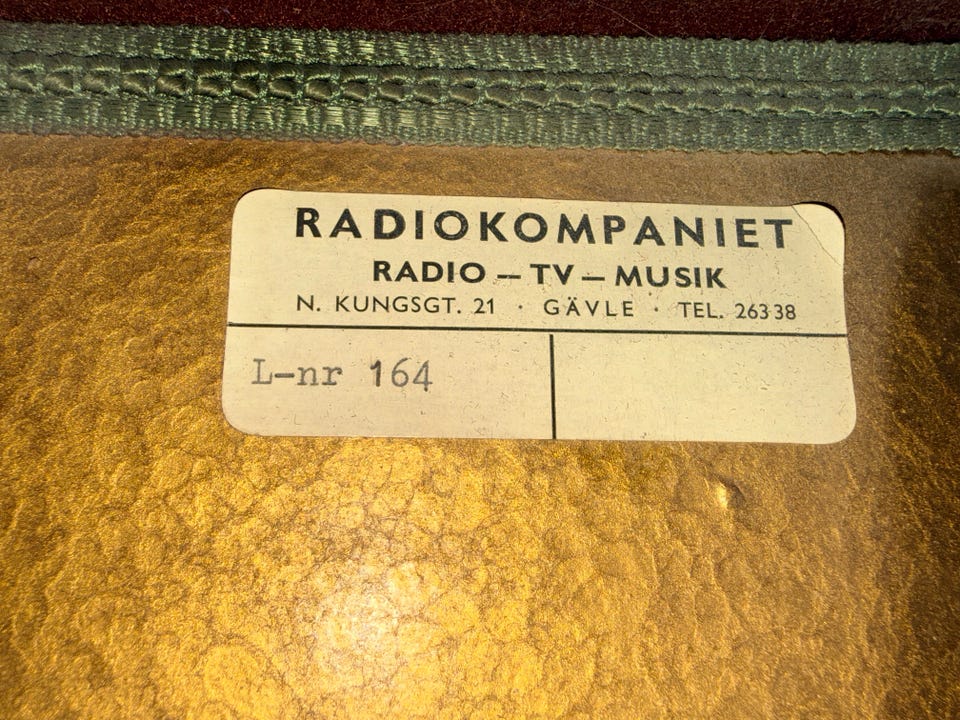 RADIOKOMPANIET
RADIO – TV – MUSIK
N. KUNGSGT. 21 · GÄVLE · TEL. 263 38
L-nr 164